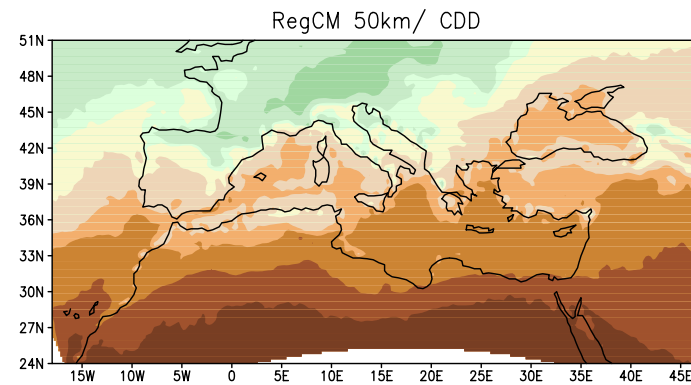 RegCM 50km/ CDD
51N
48N
45N
42N
39N
36N
33N
30N
27N
24N
15W 10W 5W 0 5E 10E 15E 20E 25E 30E 35E 40E 45E